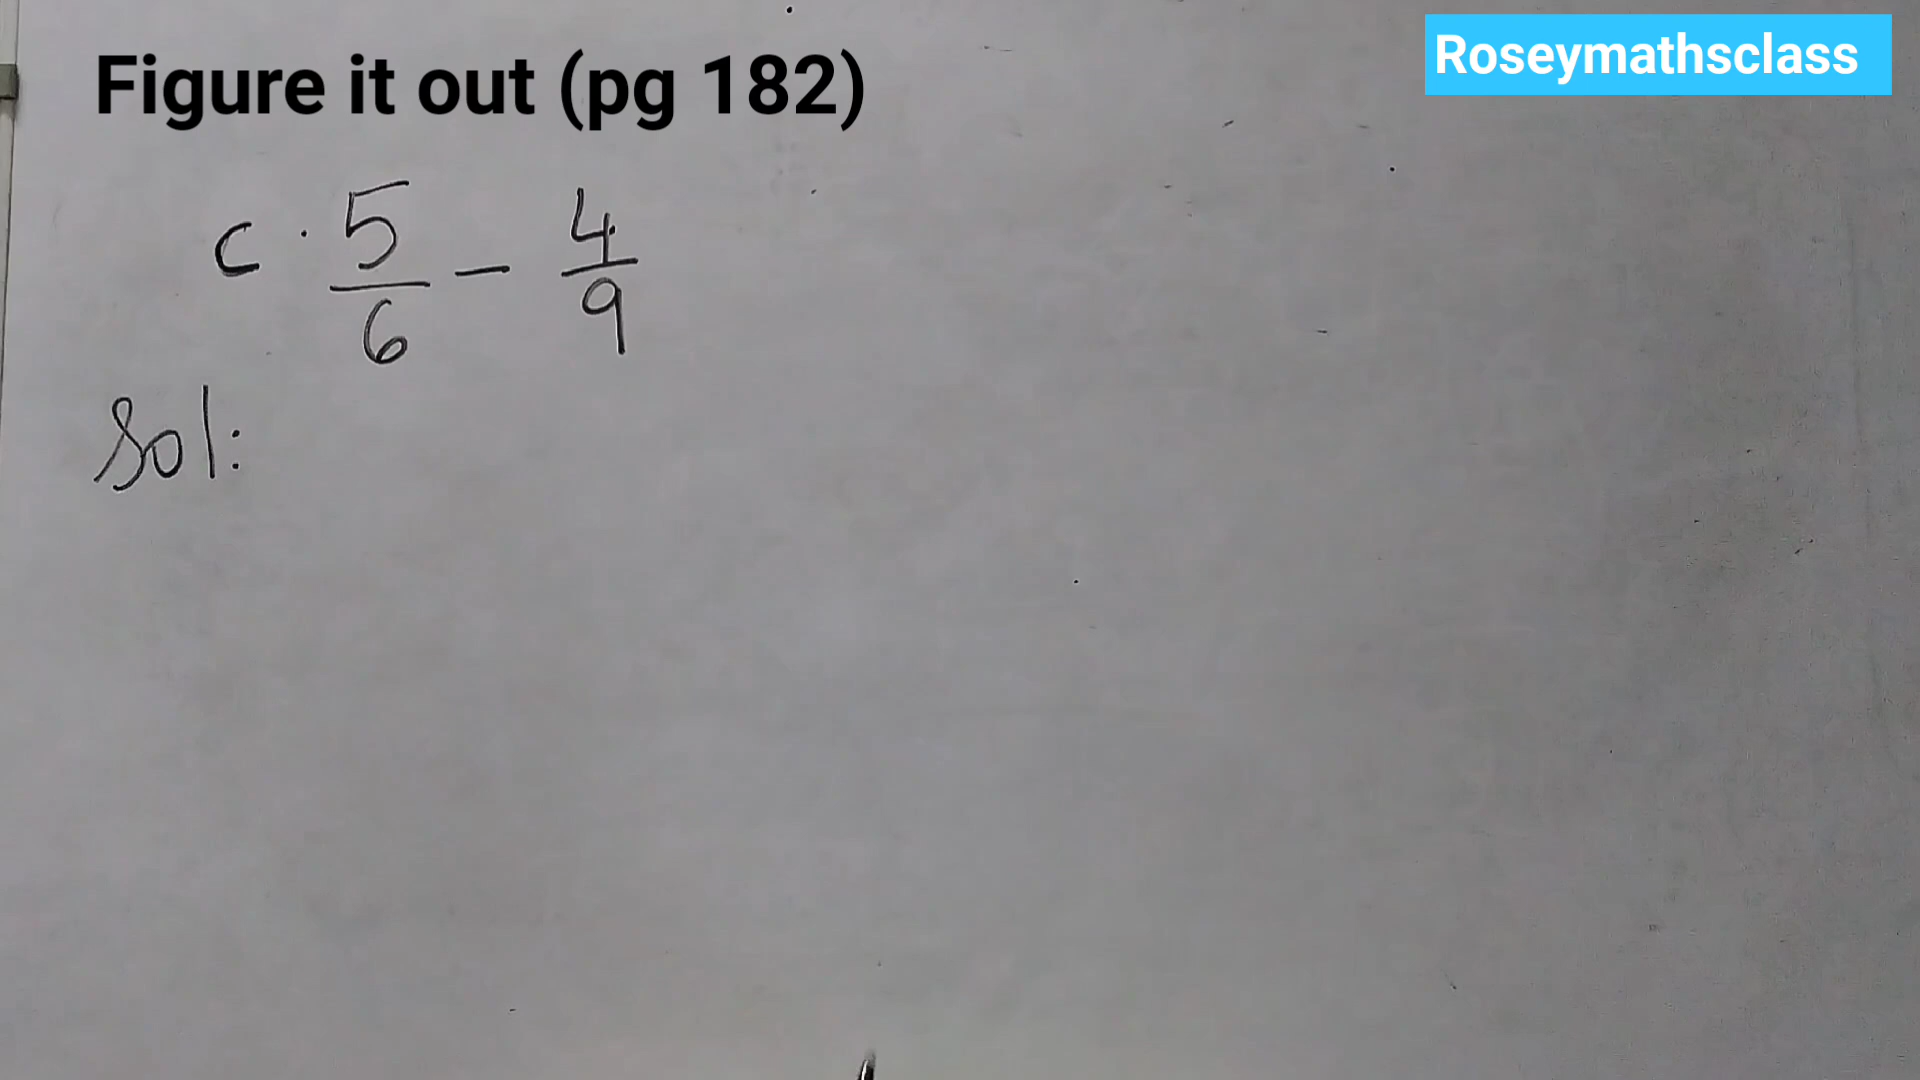 Figure it out (pg 182)
Roseymathsclass
c. 5/6 - 4/9
Sol: